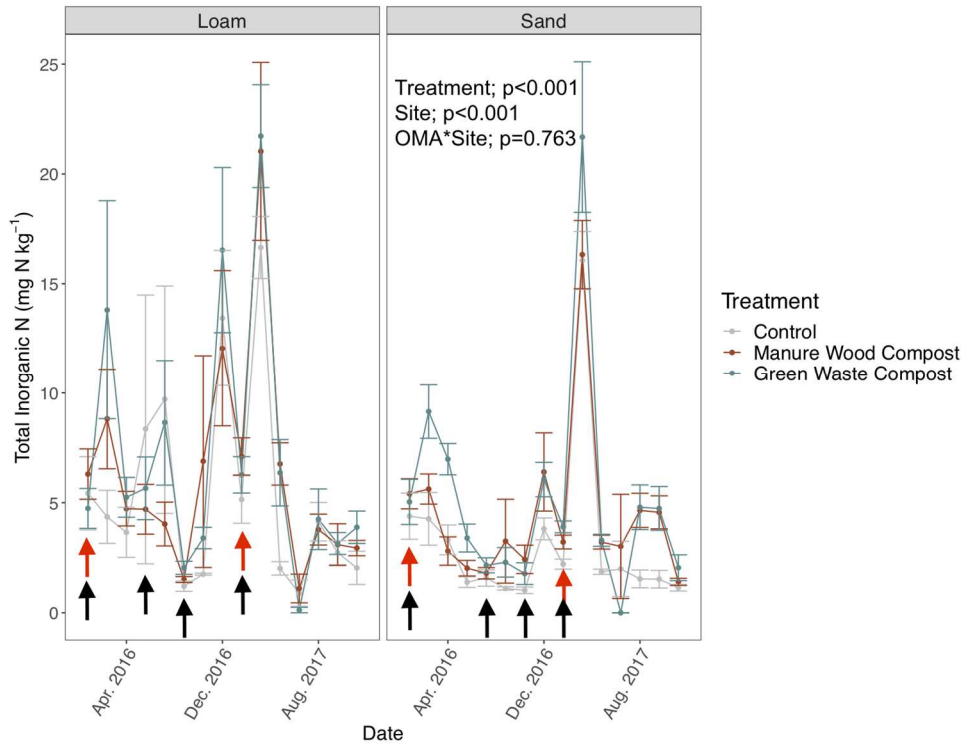 Loam
Sand
25
20
15
10
5
0
Total Inorganic N (mg N kg⁻¹)
Treatment; p<0.001
Site; p<0.001
OMA*Site; p=0.763
Apr. 2016
Dec. 2016
Aug. 2017
Apr. 2016
Dec. 2016
Aug. 2017
Date
Treatment
Control
Manure Wood Compost
Green Waste Compost